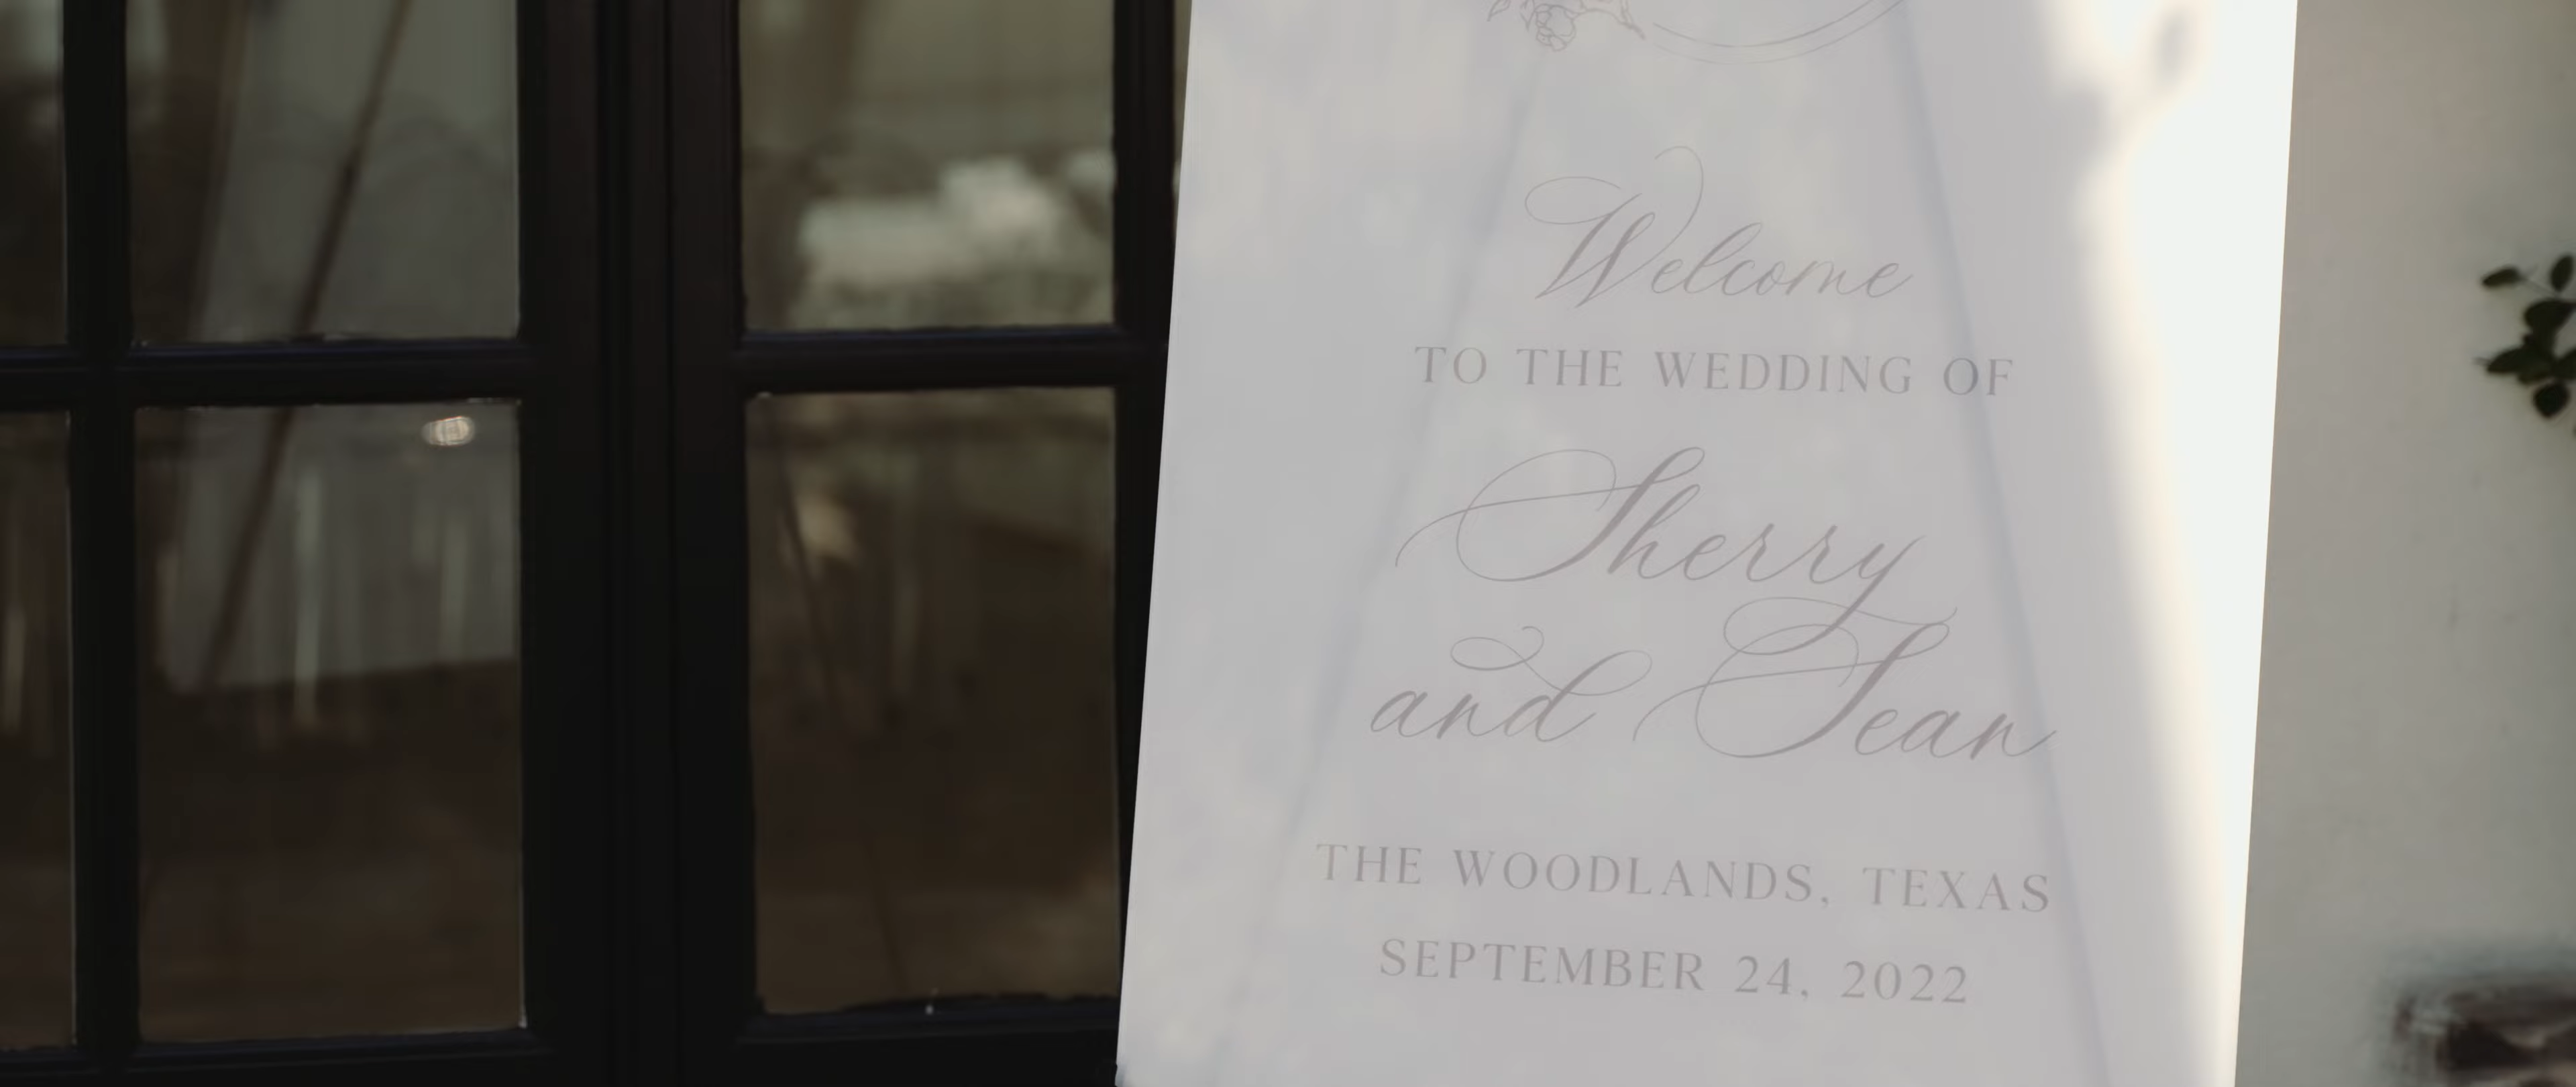 Welcome
TO THE WEDDING OF
Sherry
and Sean
THE WOODLANDS, TEXAS
SEPTEMBER 24, 2022